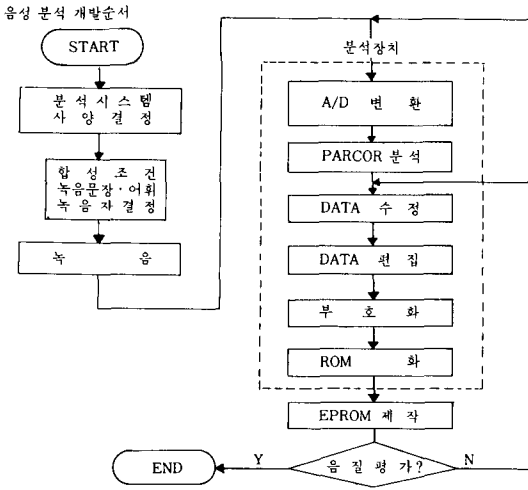 음성 분석 개발순서
START
분석시스템
사양결정
합성조건
녹음문장·어휘
녹음자결정
녹음
분석장치
A/D 변환
PARCOR 분석
DATA 수정
DATA 편집
부호화
ROM 화
EPROM 제작
음질평가?
Y
N
END